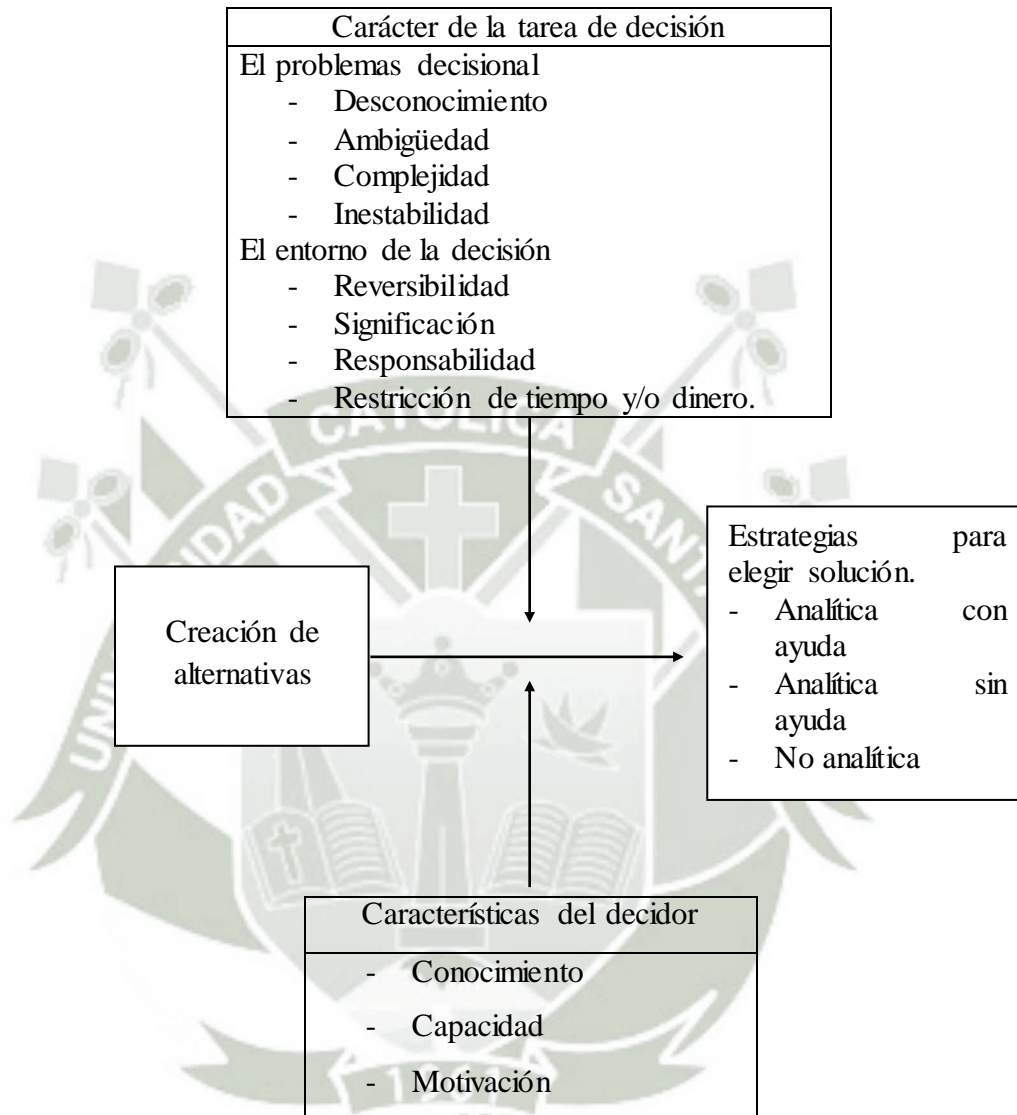 Carácter de la tarea de decisión
El problemas decisional
- Desconocimiento
- Ambigüedad
- Complejidad
- Inestabilidad
El entorno de la decisión
- Reversibilidad
- Significación
- Responsabilidad
- Restricción de tiempo y/o dinero.
Creación de
alternativas
Estrategias para
elegir solución.
- Analítica con
ayuda
- Analítica sin
ayuda
- No analítica
Características del decidor
- Conocimiento
- Capacidad
- Motivación
CATOLICA
1961